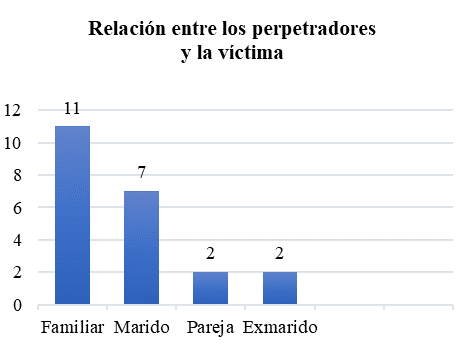 Relación entre los perpetradores
y la víctima
12
10
8
6
4
2
0
11
7
2
2
Familiar
Marido
Pareja
Exmarido